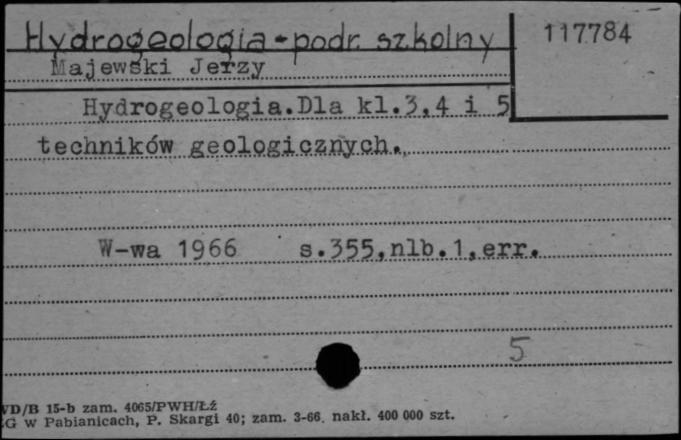 Hydrogeologia - podr. szkolny
117784
Majewski Jerzy
Hydrogeologia.Dla kl.3,4 i 5
techników geologicznych.
W-wa 1966 s.355,nlb.1,err.
5
VD/B 15-b zam. 4065/PWH/Łź
G w Pabianicach, P. Skargi 40; zam. 3-66. nakł. 400 000 szt.